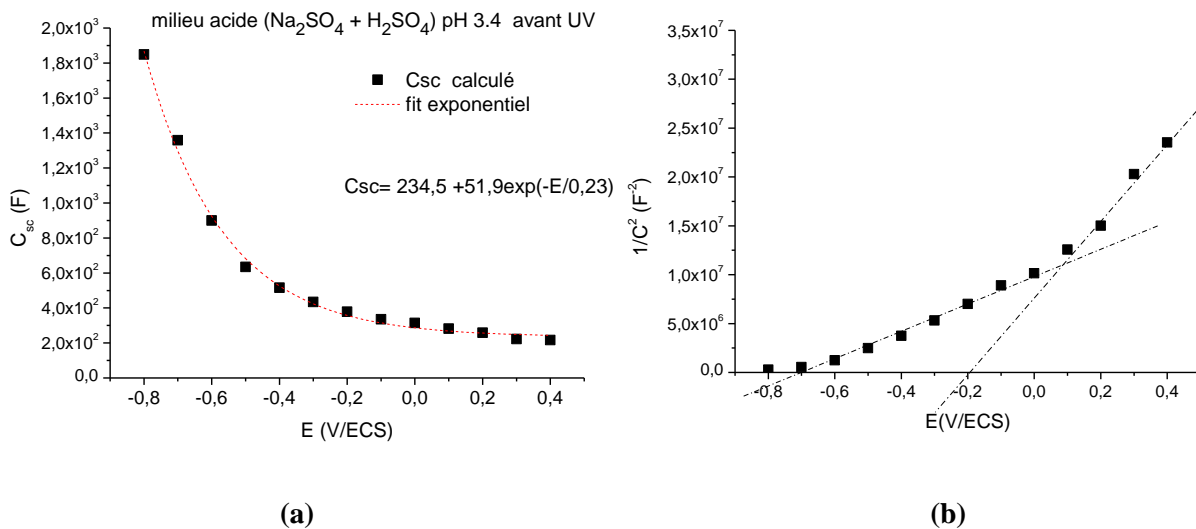 milieu acide (Na2SO4 + H2SO4) pH 3.4 avant UV
2,0x10^3
1,8x10^3
1,6x10^3
1,4x10^3
1,2x10^3
1,0x10^3
8,0x10^2
6,0x10^2
4,0x10^2
2,0x10^2
0,0
Csc (F)
Csc calculé
fit exponentiel
Csc= 234,5 +51,9exp(-E/0,23)
-0,8 -0,6 -0,4 -0,2 0,0 0,2 0,4
E (V/ECS)
(a)
3,5x10^7
3,0x10^7
2,5x10^7
2,0x10^7
1,5x10^7
1,0x10^7
5,0x10^6
0,0
1/C^2 (F^-2)
-0,8 -0,6 -0,4 -0,2 0,0 0,2 0,4
E(V/ECS)
(b)